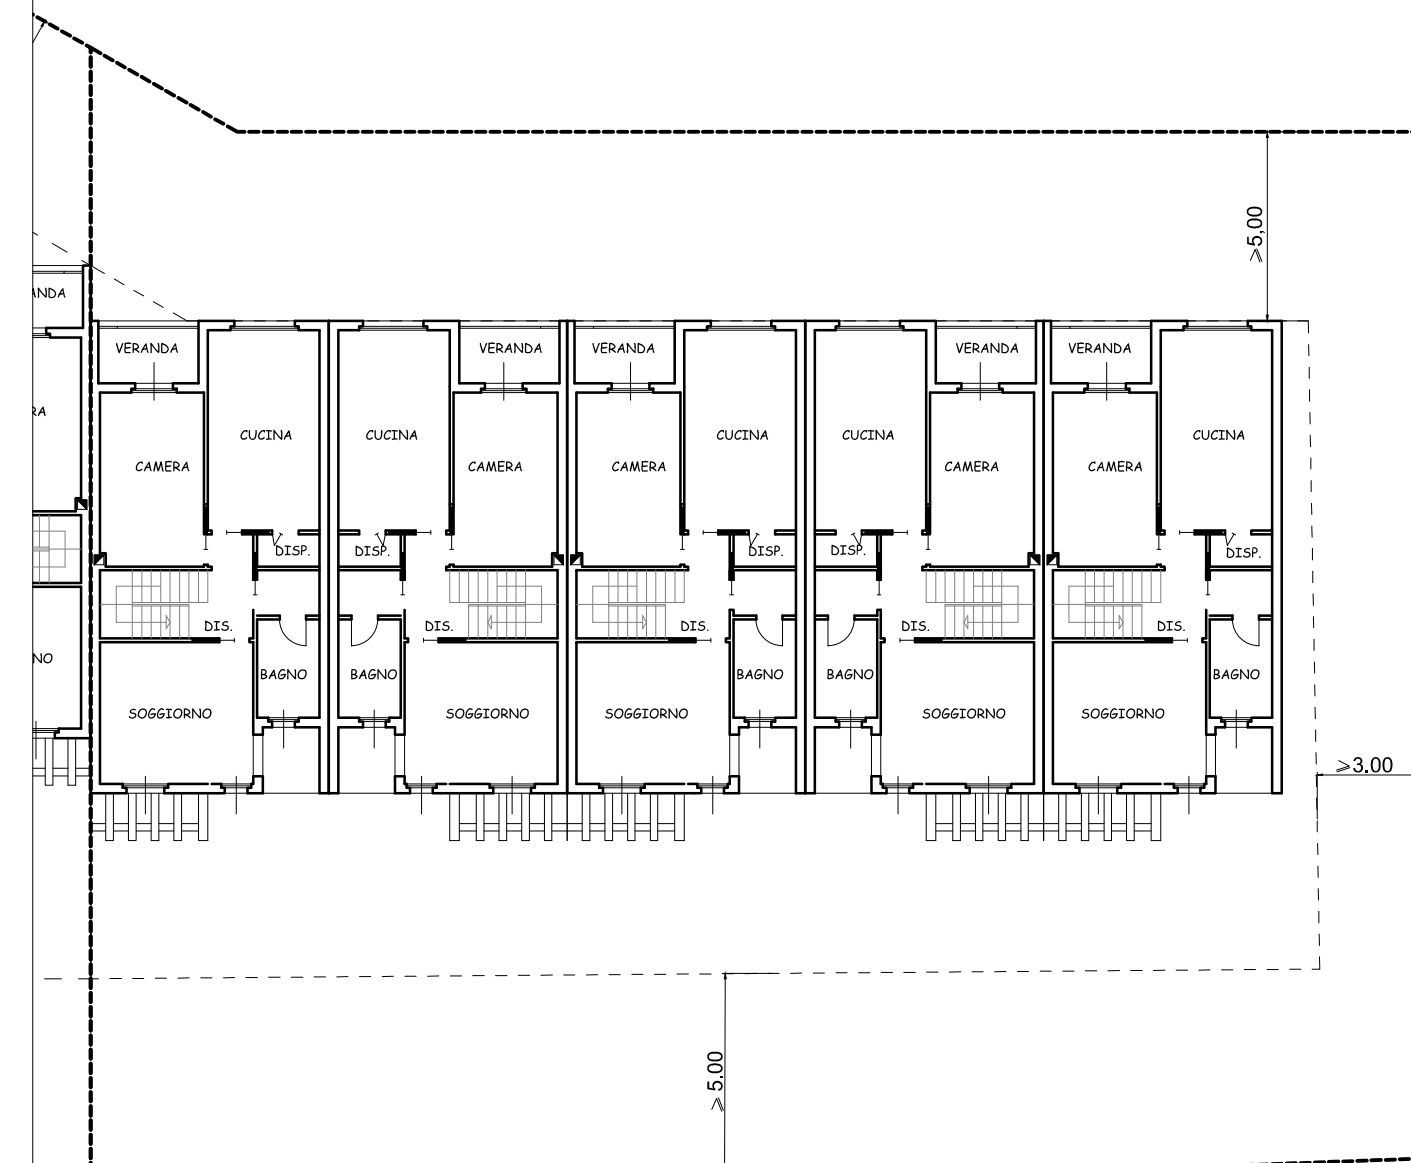 ⩾5,00
ANDA
VERANDA
VERANDA
VERANDA
VERANDA
VERANDA
RA
CUCINA
CUCINA
CUCINA
CUCINA
CUCINA
CAMERA
CAMERA
CAMERA
CAMERA
CAMERA
DISP.
DISP.
DISP.
DISP.
DISP.
DIS.
DIS.
DIS.
DIS.
DIS.
NO
BAGNO
BAGNO
BAGNO
BAGNO
BAGNO
SOGGIORNO
SOGGIORNO
SOGGIORNO
SOGGIORNO
SOGGIORNO
⩾3.00
⩾ 5.00